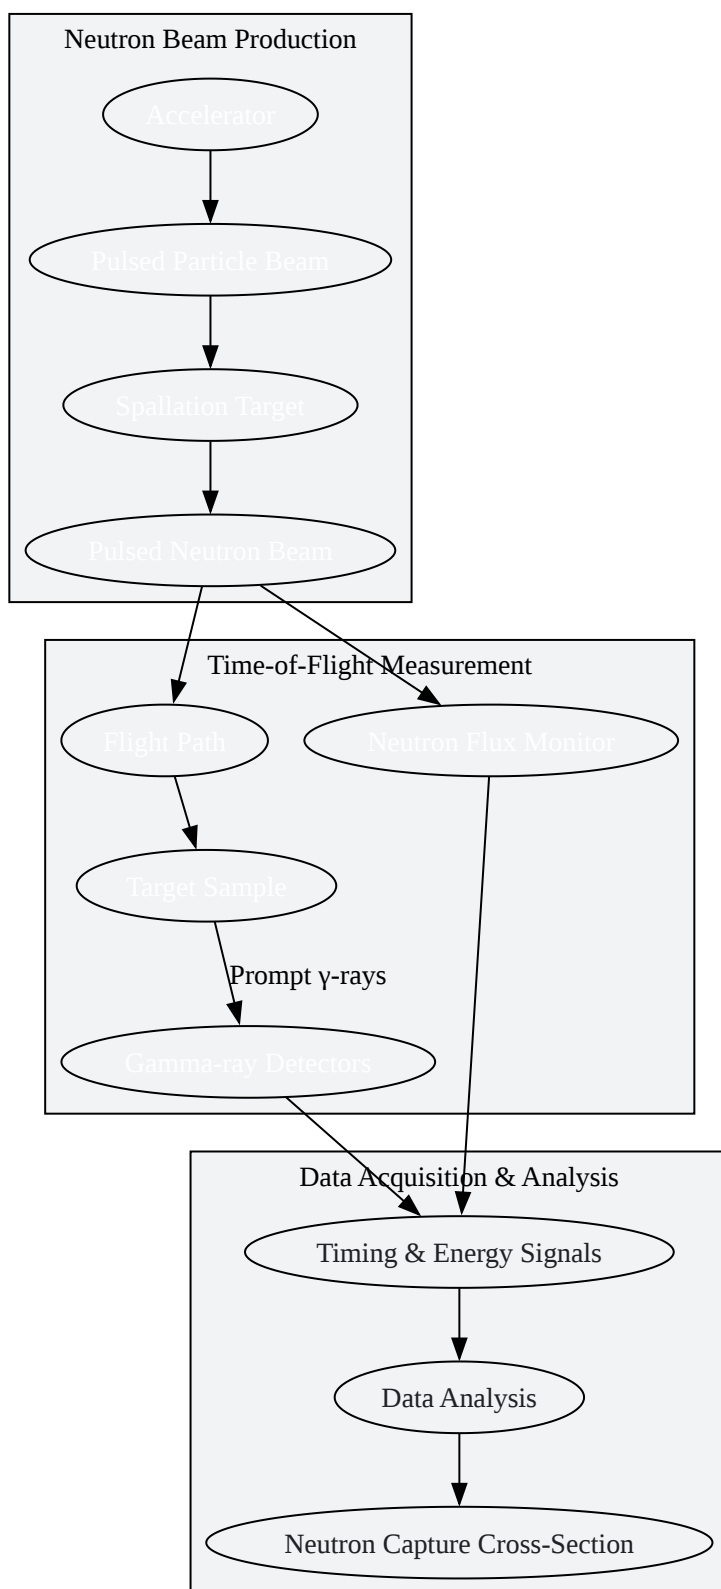 Neutron Beam Production
Accelerator
Pulsed Particle Beam
Spallation Target
Pulsed Neutron Beam
Time-of-Flight Measurement
Flight Path
Neutron Flux Monitor
Target Sample
Prompt γ-rays
Gamma-ray Detectors
Data Acquisition & Analysis
Timing & Energy Signals
Data Analysis
Neutron Capture Cross-Section